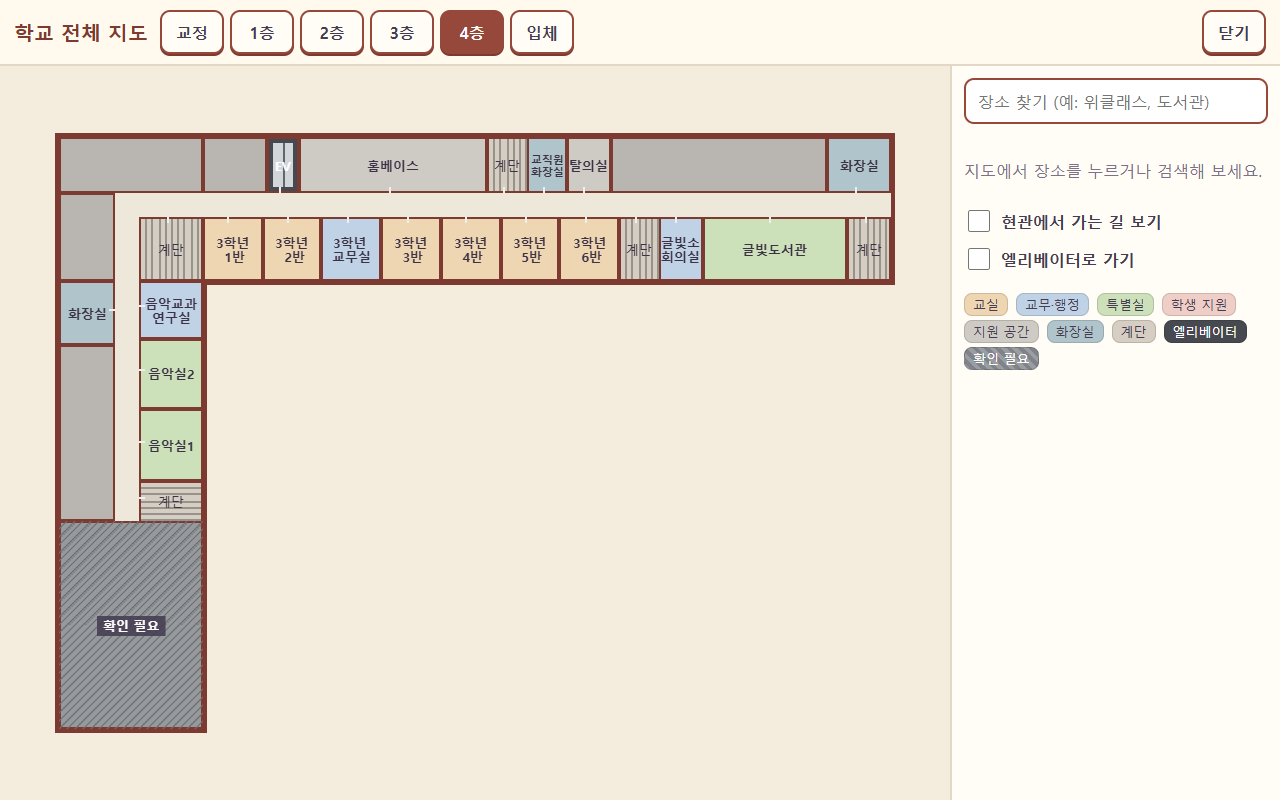 학교 전체 지도
교정
1층
2층
3층
4층
입체
닫기
장소 찾기 (예: 위클래스, 도서관)
지도에서 장소를 누르거나 검색해 보세요.
현관에서 가는 길 보기
엘리베이터로 가기
교실
교무·행정
특별실
학생 지원
지원 공간
화장실
계단
엘리베이터
확인 필요
EV
홈베이스
계단
교직원
화장실
탈의실
화장실
계단
3학년
1반
3학년
2반
3학년
교무실
3학년
3반
3학년
4반
3학년
5반
3학년
6반
계단
글빛소
회의실
글빛도서관
계단
화장실
음악교과
연구실
음악실2
음악실1
계단
확인 필요